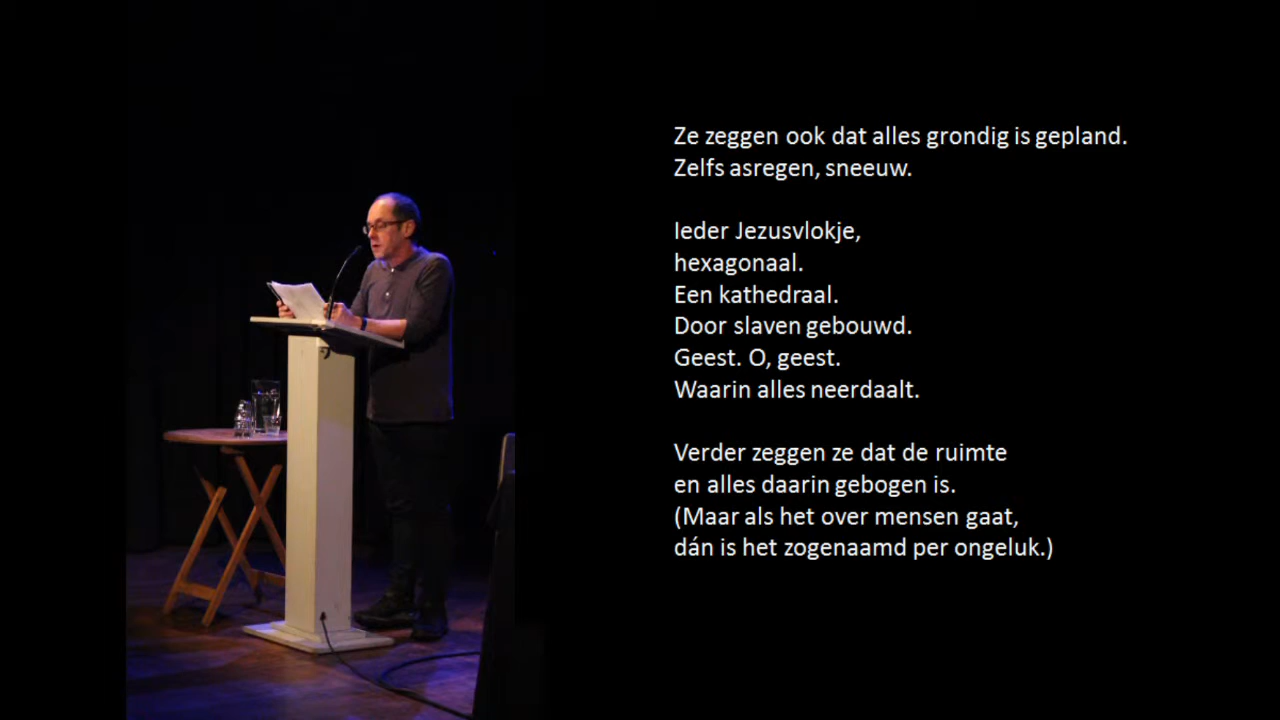 Ze zeggen ook dat alles grondig is gepland.
Zelfs asregen, sneeuw.
Ieder Jezusvlokje,
hexagonaal.
Een kathedraal.
Door slaven gebouwd.
Geest. O, geest.
Waarin alles neerdaalt.
Verder zeggen ze dat de ruimte
en alles daarin gebogen is.
(Maar als het over mensen gaat,
dán is het zogenaamd per ongeluk.)